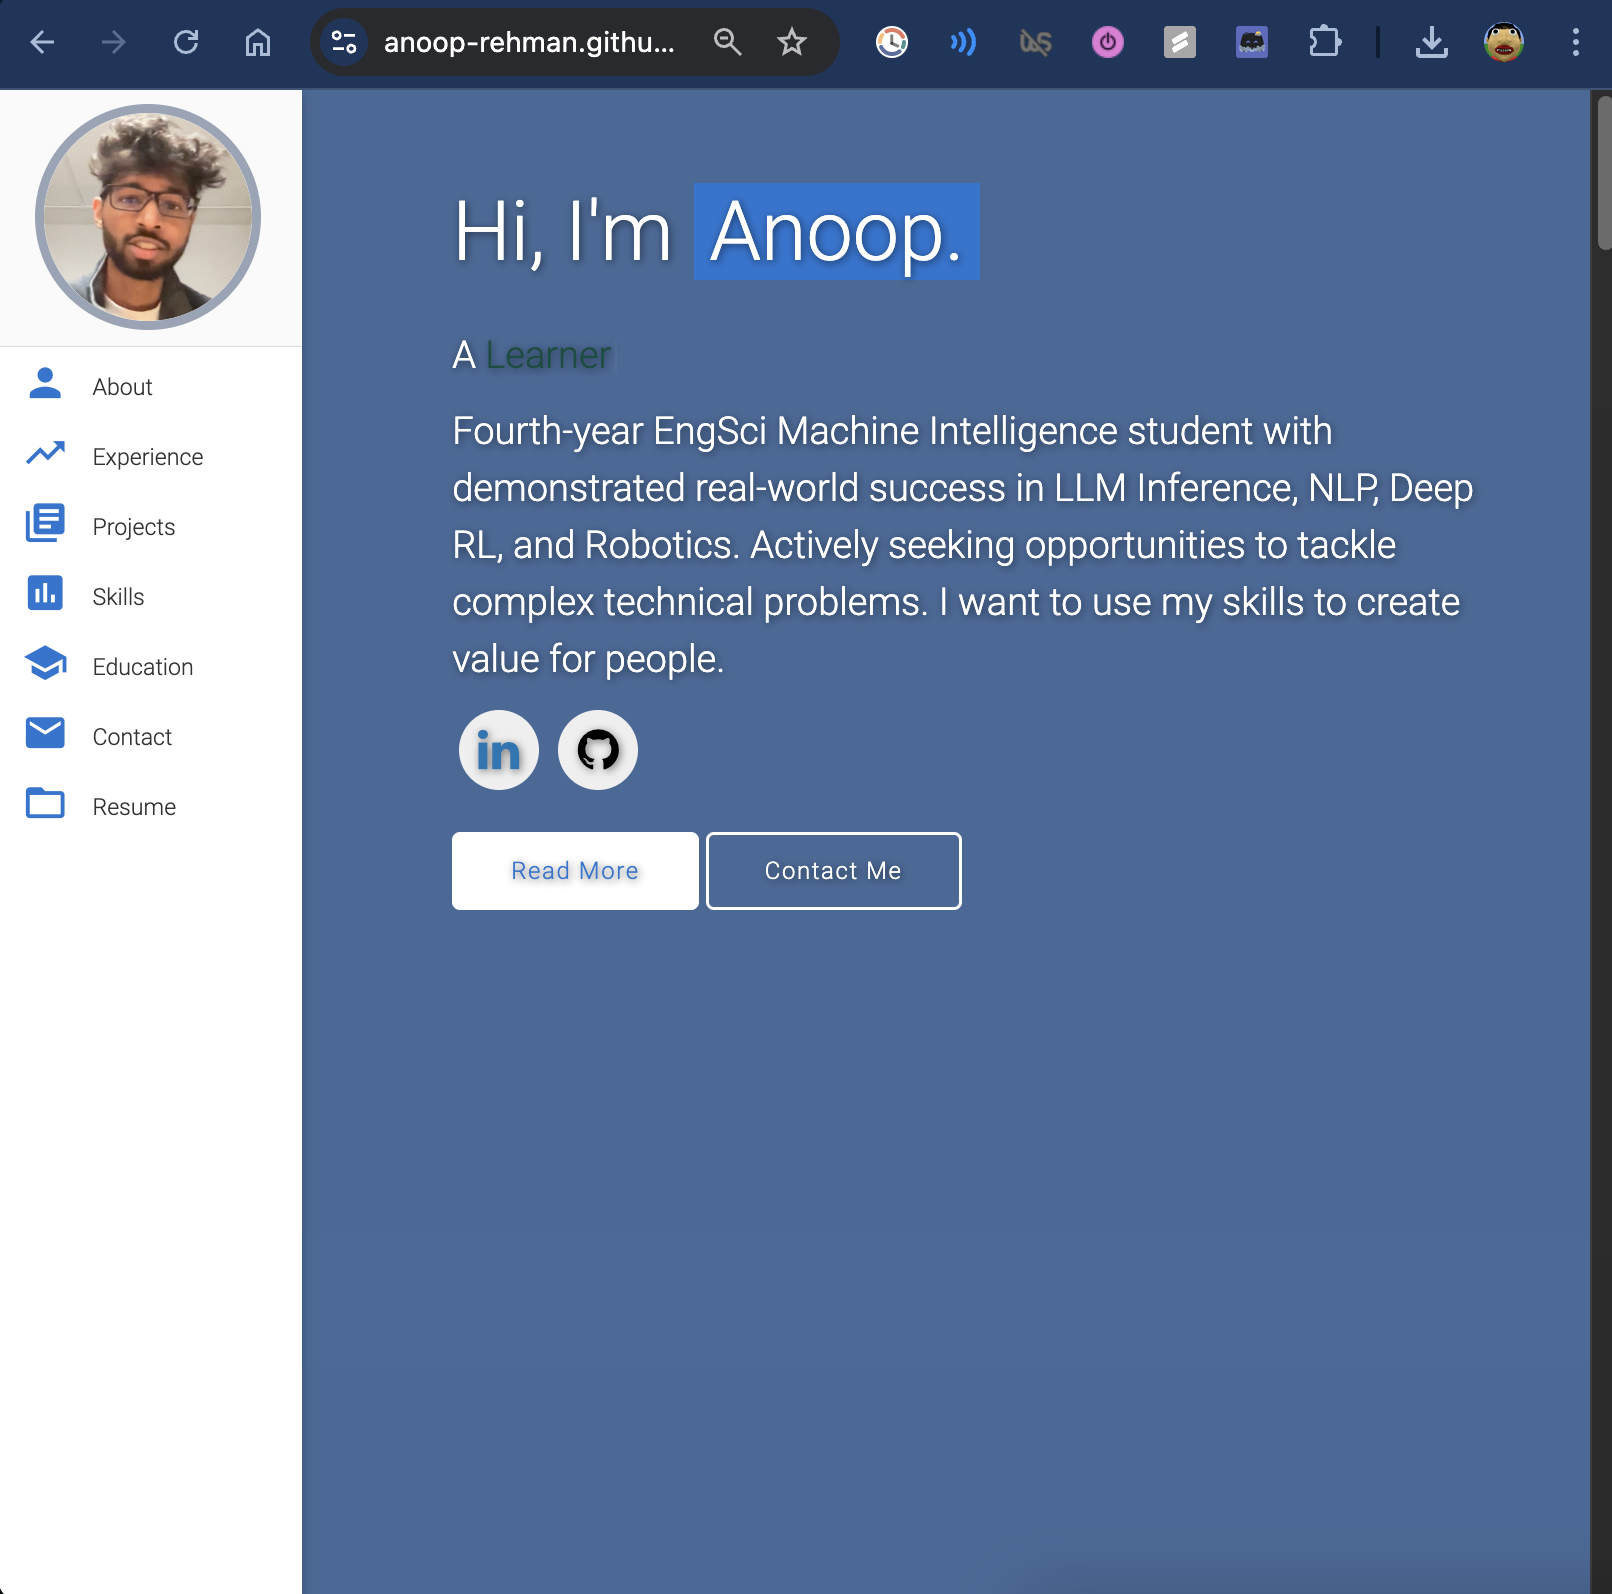 anoop-rehman.githu...
Hi, I'm Anoop.
A Learner
Fourth-year EngSci Machine Intelligence student with
demonstrated real-world success in LLM Inference, NLP, Deep
RL, and Robotics. Actively seeking opportunities to tackle
complex technical problems. I want to use my skills to create
value for people.
in
Read More
Contact Me
About
Experience
Projects
Skills
Education
Contact
Resume